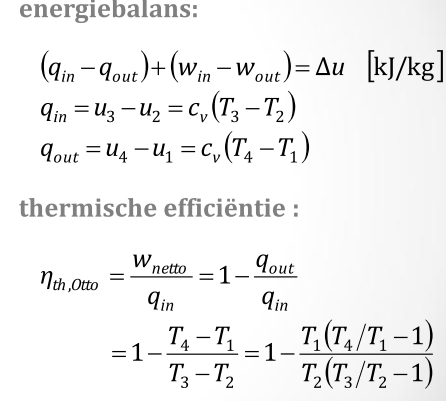 energiebalans:
(q_in − q_out) + (w_in − w_out) = Δu [kJ/kg]
q_in = u_3 − u_2 = c_v(T_3 − T_2)
q_out = u_4 − u_1 = c_v(T_4 − T_1)
thermische efficiëntie :
η_th,Otto = w_netto / q_in = 1 − q_out / q_in
= 1 − (T_4 − T_1) / (T_3 − T_2) = 1 − T_1(T_4/T_1 − 1) / T_2(T_3/T_2 − 1)